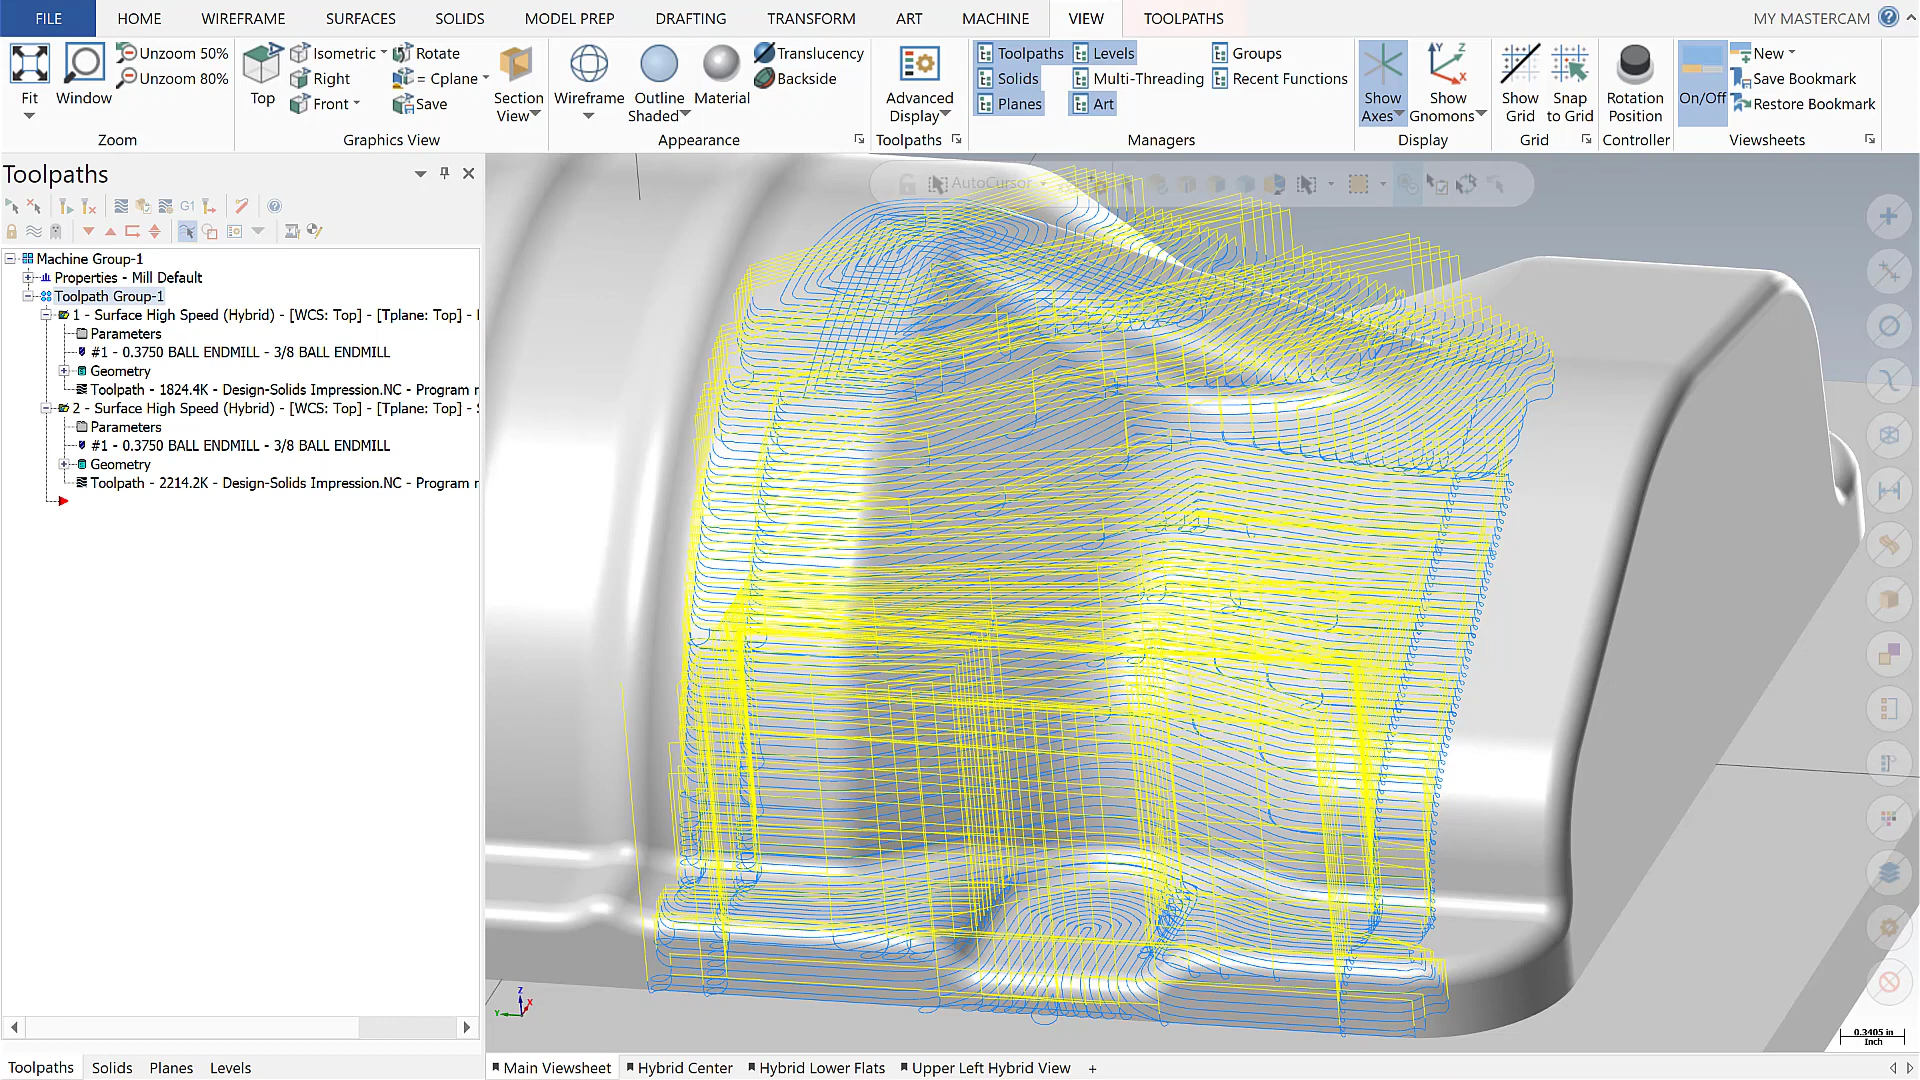 FILE HOME WIREFRAME SURFACES SOLIDS MODEL PREP DRAFTING TRANSFORM ART MACHINE VIEW TOOLPATHS MY MASTERCAM
Fit
Window
Unzoom 50%
Unzoom 80%
Zoom
Top
Isometric
Right
Front
Rotate
= Cplane
Save
Section
View
Graphics View
Wireframe
Outline
Shaded
Material
Translucency
Backside
Appearance
Advanced
Display
Toolpaths
Toolpaths
Solids
Planes
Levels
Multi-Threading
Art
Groups
Recent Functions
Managers
Show
Axes
Show
Gnomons
Display
Show
Grid
Snap
to Grid
Grid
Rotation
Position
Controller
On/Off
New
Save Bookmark
Restore Bookmark
Viewsheets
Toolpaths
G1
AutoCursor
Machine Group-1
Properties - Mill Default
Toolpath Group-1
1 - Surface High Speed (Hybrid) - [WCS: Top] - [Tplane: Top] -
Parameters
#1 - 0.3750 BALL ENDMILL - 3/8 BALL ENDMILL
Geometry
Toolpath - 1824.4K - Design-Solids Impression.NC - Program
2 - Surface High Speed (Hybrid) - [WCS: Top] - [Tplane: Top] -
Parameters
#1 - 0.3750 BALL ENDMILL - 3/8 BALL ENDMILL
Geometry
Toolpath - 2214.2K - Design-Solids Impression.NC - Program
Z
X
Y
0.3405 in
Inch
Toolpaths Solids Planes Levels
Main Viewsheet Hybrid Center Hybrid Lower Flats Upper Left Hybrid View +